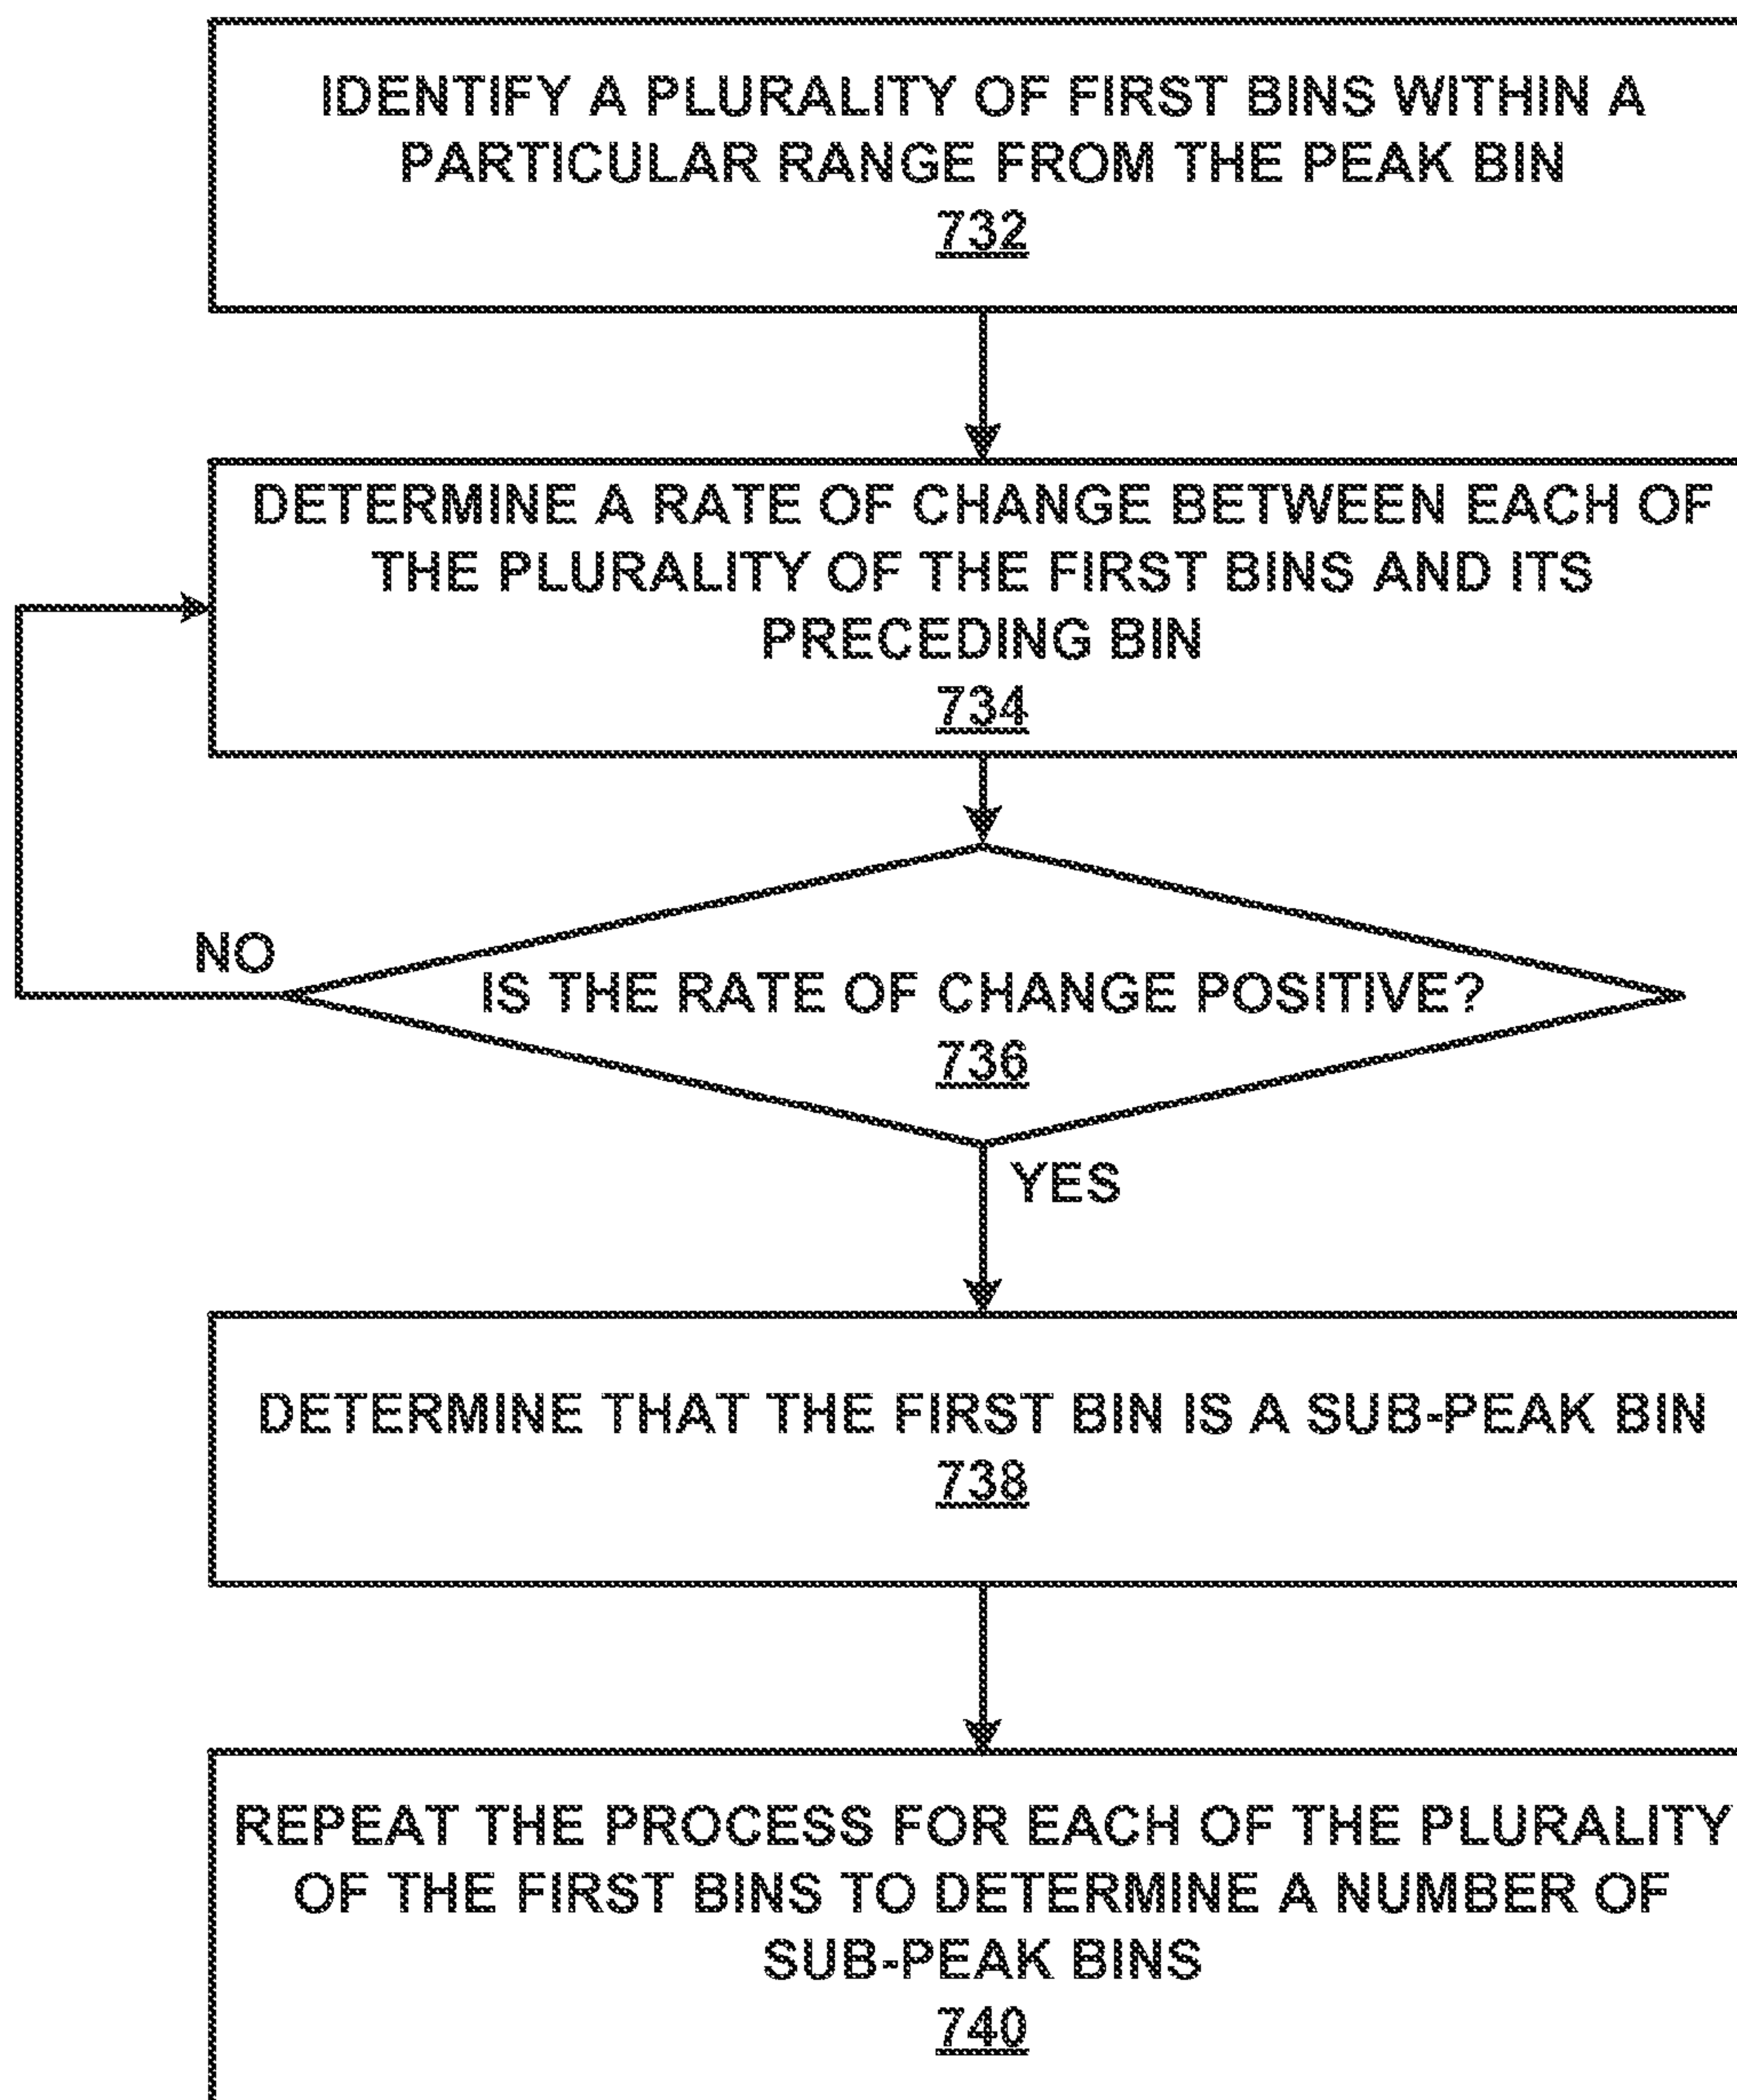 IDENTIFY A PLURALITY OF FIRST BINS WITHIN A
PARTICULAR RANGE FROM THE PEAK BIN
732
DETERMINE A RATE OF CHANGE BETWEEN EACH OF
THE PLURALITY OF THE FIRST BINS AND ITS
PRECEDING BIN
734
NO
IS THE RATE OF CHANGE POSITIVE?
736
YES
DETERMINE THAT THE FIRST BIN IS A SUB-PEAK BIN
738
REPEAT THE PROCESS FOR EACH OF THE PLURALITY
OF THE FIRST BINS TO DETERMINE A NUMBER OF
SUB-PEAK BINS
740